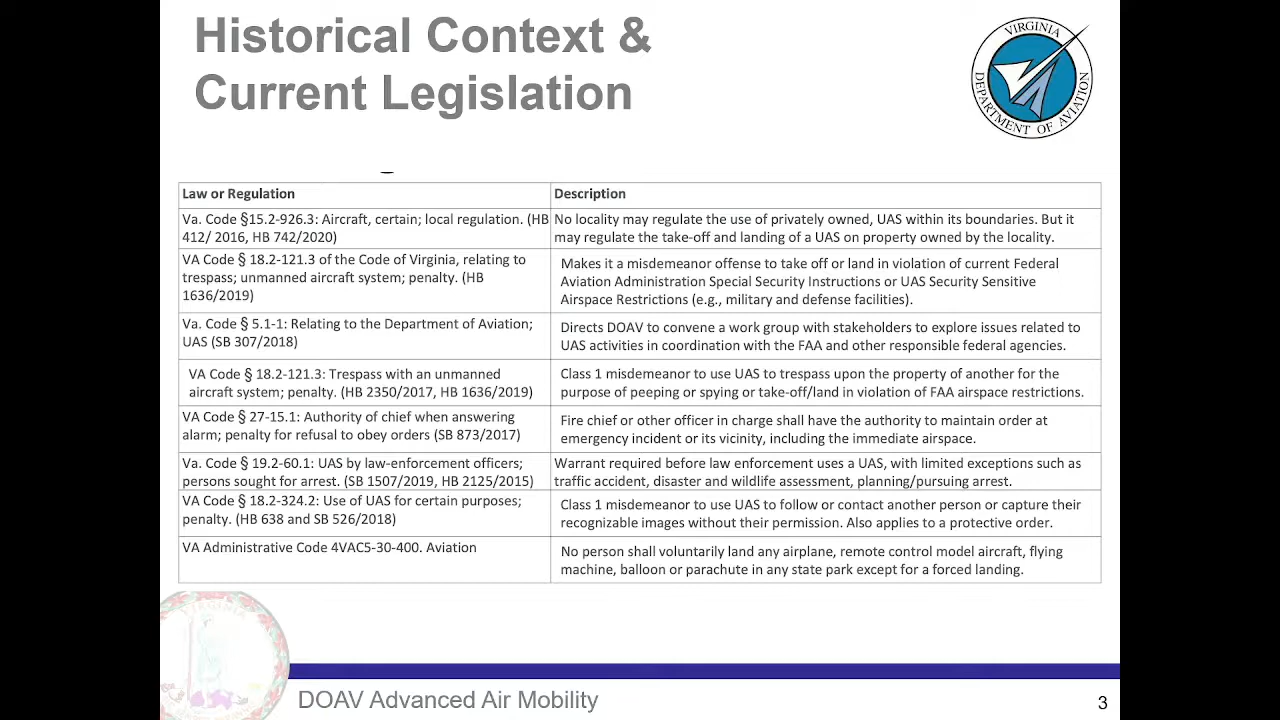 Historical Context &
Current Legislation
VIRGINIA
DEPARTMENT OF AVIATION
Law or Regulation
Description
Va. Code §15.2-926.3: Aircraft, certain; local regulation. (HB
412/ 2016, HB 742/2020)
No locality may regulate the use of privately owned, UAS within its boundaries. But it
may regulate the take-off and landing of a UAS on property owned by the locality.
VA Code § 18.2-121.3 of the Code of Virginia, relating to
trespass; unmanned aircraft system; penalty. (HB
1636/2019)
Makes it a misdemeanor offense to take off or land in violation of current Federal
Aviation Administration Special Security Instructions or UAS Security Sensitive
Airspace Restrictions (e.g., military and defense facilities).
Va. Code § 5.1-1: Relating to the Department of Aviation;
UAS (SB 307/2018)
Directs DOAV to convene a work group with stakeholders to explore issues related to
UAS activities in coordination with the FAA and other responsible federal agencies.
VA Code § 18.2-121.3: Trespass with an unmanned
aircraft system; penalty. (HB 2350/2017, HB 1636/2019)
Class 1 misdemeanor to use UAS to trespass upon the property of another for the
purpose of peeping or spying or take-off/land in violation of FAA airspace restrictions.
VA Code § 27-15.1: Authority of chief when answering
alarm; penalty for refusal to obey orders (SB 873/2017)
Fire chief or other officer in charge shall have the authority to maintain order at
emergency incident or its vicinity, including the immediate airspace.
Va. Code § 19.2-60.1: UAS by law-enforcement officers;
persons sought for arrest. (SB 1507/2019, HB 2125/2015)
Warrant required before law enforcement uses a UAS, with limited exceptions such as
traffic accident, disaster and wildlife assessment, planning/pursuing arrest.
VA Code § 18.2-324.2: Use of UAS for certain purposes;
penalty. (HB 638 and SB 526/2018)
Class 1 misdemeanor to use UAS to follow or contact another person or capture their
recognizable images without their permission. Also applies to a protective order.
VA Administrative Code 4VAC5-30-400. Aviation
No person shall voluntarily land any airplane, remote control model aircraft, flying
machine, balloon or parachute in any state park except for a forced landing.
VIRGINIA
DOAV Advanced Air Mobility
3